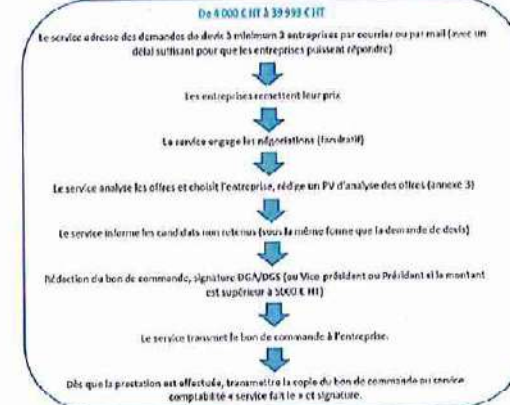 De 4 000 € HT à 39 999 € HT
Le service adresse des demandes de devis à minimum 3 entreprises par courrier ou par mail (avec un
délai suffisant pour que les entreprises puissent répondre)
Les entreprises remettent leur prix
Le service engage les négociations (facultatif)
Le service analyse les offres et choisit l'entreprise, rédige un PV d'analyse des offres (annexe 3)
Le service informe les candidats non retenus (sous la même forme que la demande de devis)
Rédaction du bon de commande, signature DGA/DGS (ou Vice président ou Président si le montant
est supérieur à 5000 € HT)
Le service transmet le bon de commande à l'entreprise.
Dès que la prestation est effectuée, transmettre la copie du bon de commande au service
comptabilité « service fait le » et signature.